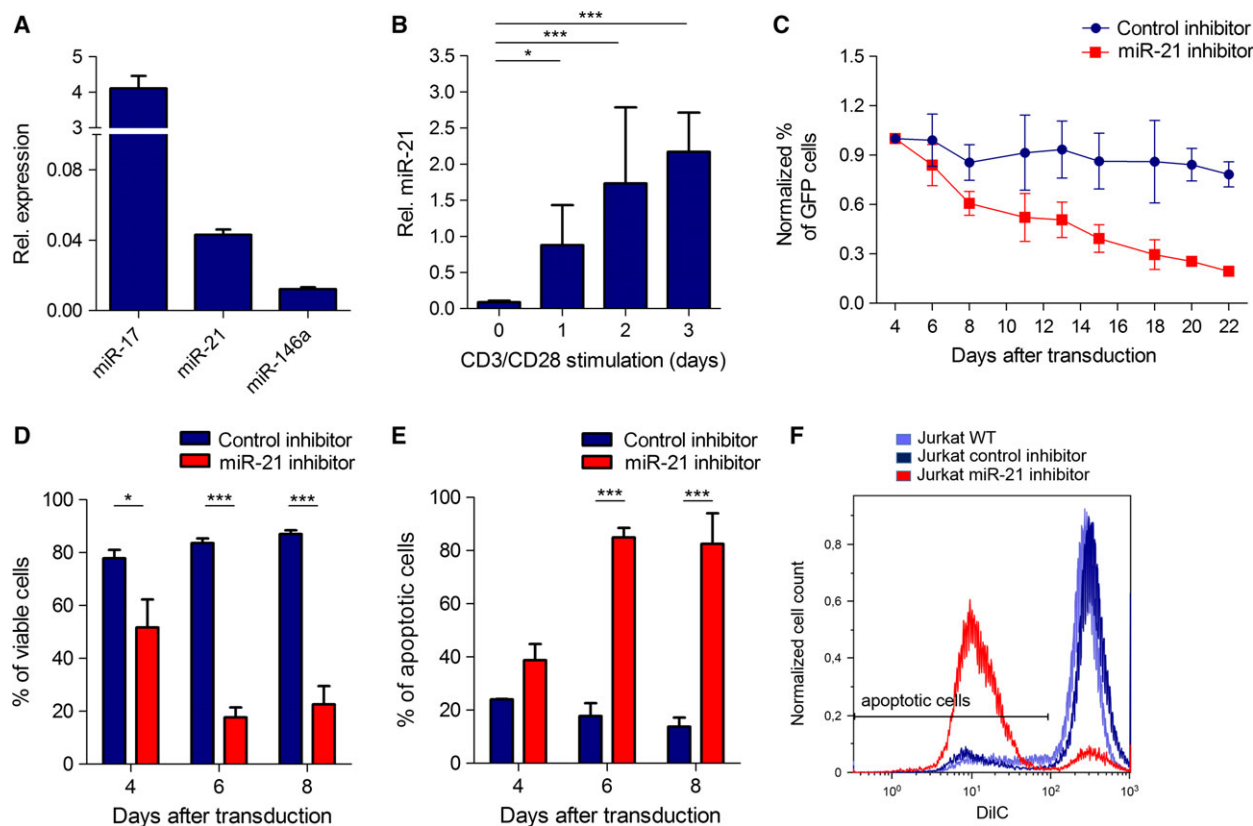 A
Rel. expression
5
4
3
0.08
0.04
0.00
miR-17
miR-21
miR-146a
B
***
***
*
Rel. miR-21
3.0
2.5
2.0
1.5
1.0
0.5
0.0
0 1 2 3
CD3/CD28 stimulation (days)
C
Control inhibitor
miR-21 inhibitor
Normalized %
of GFP cells
1.5
1.2
0.9
0.6
0.3
0.0
4 6 8 10 12 14 16 18 20 22
Days after transduction
D
Control inhibitor
miR-21 inhibitor
% of viable cells
100
80
60
40
20
0
* *** ***
4 6 8
Days after transduction
E
Control inhibitor
miR-21 inhibitor
% of apoptotic cells
100
80
60
40
20
0
*** ***
4 6 8
Days after transduction
F
Jurkat WT
Jurkat control inhibitor
Jurkat miR-21 inhibitor
Normalized cell count
0,8
0,6
0,4
0,2
0
apoptotic cells
10⁰ 10¹ 10² 10³
DilC